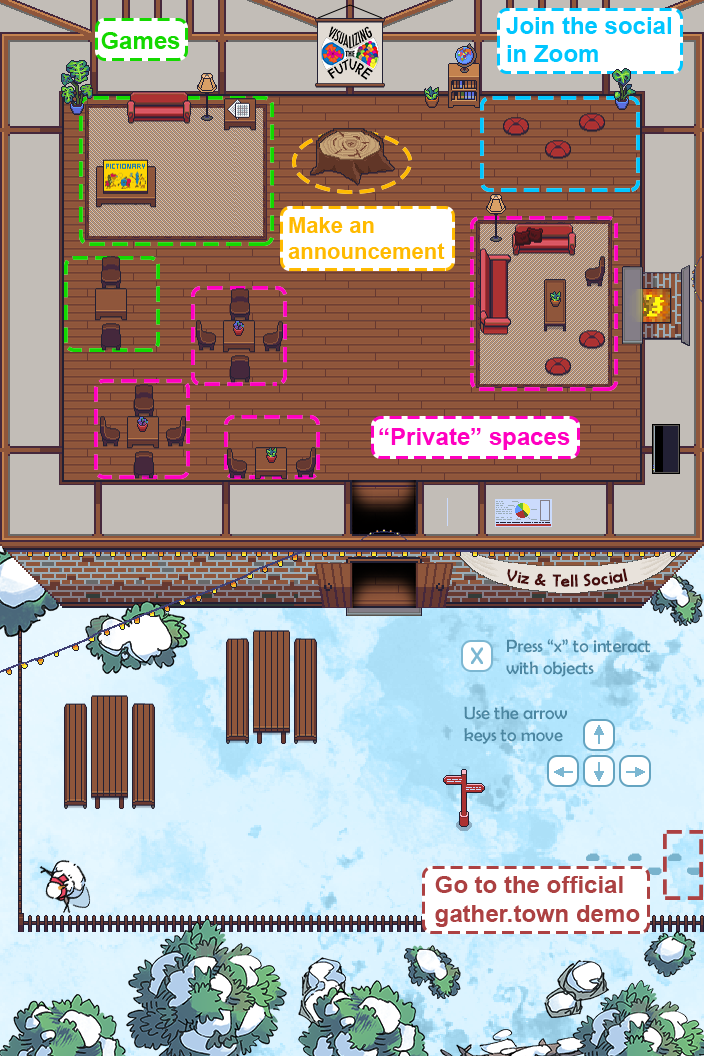 Games
VISUALIZING
THE
FUTURE
Join the social
in Zoom
PICTIONARY
Make an
announcement
“Private” spaces
Viz & Tell Social
X
Press “x” to interact
with objects
Use the arrow
keys to move
Go to the official
gather.town demo